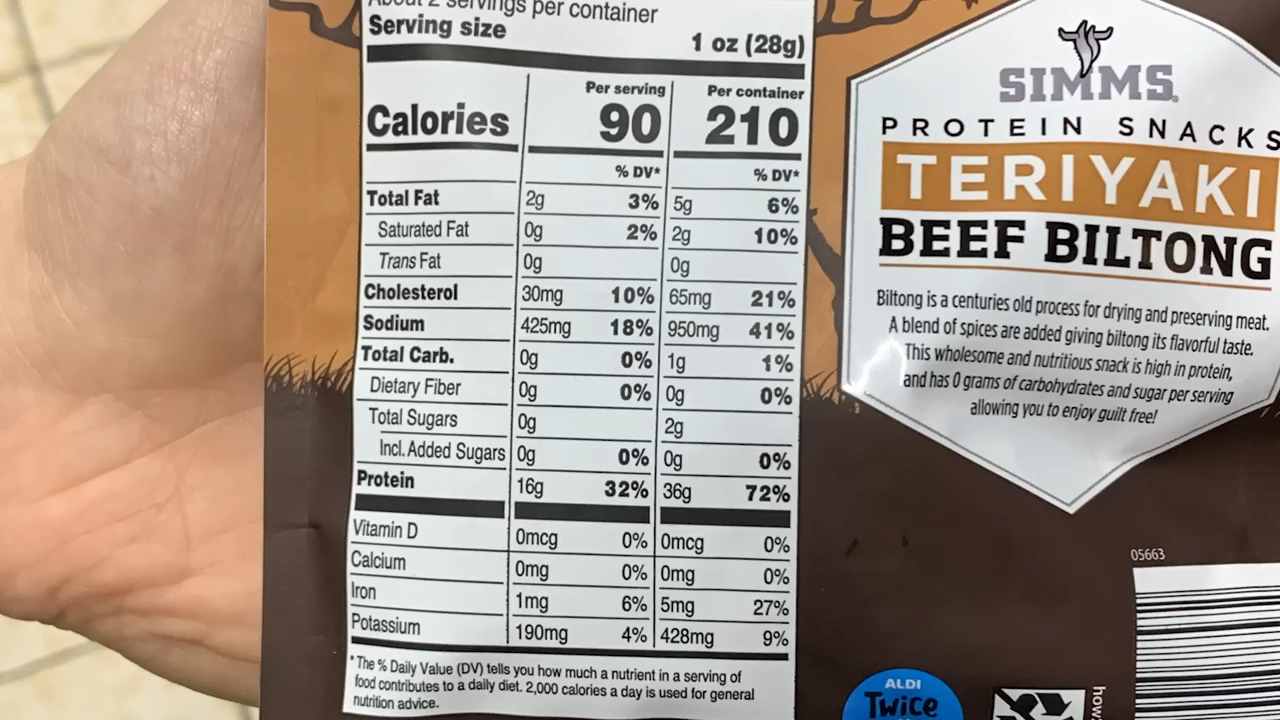 About 2 servings per container
Serving size 1 oz (28g)
Per serving Per container
Calories 90 210
% DV* % DV*
Total Fat 2g 3% 5g 6%
Saturated Fat 0g 2% 2g 10%
Trans Fat 0g 0g
Cholesterol 30mg 10% 65mg 21%
Sodium 425mg 18% 950mg 41%
Total Carb. 0g 0% 1g 1%
Dietary Fiber 0g 0% 0g 0%
Total Sugars 0g 2g
Incl. Added Sugars 0g 0% 0g 0%
Protein 16g 32% 36g 72%
Vitamin D 0mcg 0% 0mcg 0%
Calcium 0mg 0% 0mg 0%
Iron 1mg 6% 5mg 27%
Potassium 190mg 4% 428mg 9%
* The % Daily Value (DV) tells you how much a nutrient in a serving of
food contributes to a daily diet. 2,000 calories a day is used for general
nutrition advice.
SIMMS.
PROTEIN SNACKS
TERIYAKI
BEEF BILTONG
Biltong is a centuries old process for drying and preserving meat.
A blend of spices are added giving biltong its flavorful taste.
This wholesome and nutritious snack is high in protein,
and has 0 grams of carbohydrates and sugar per serving
allowing you to enjoy guilt free!
05663
ALDI
Twice